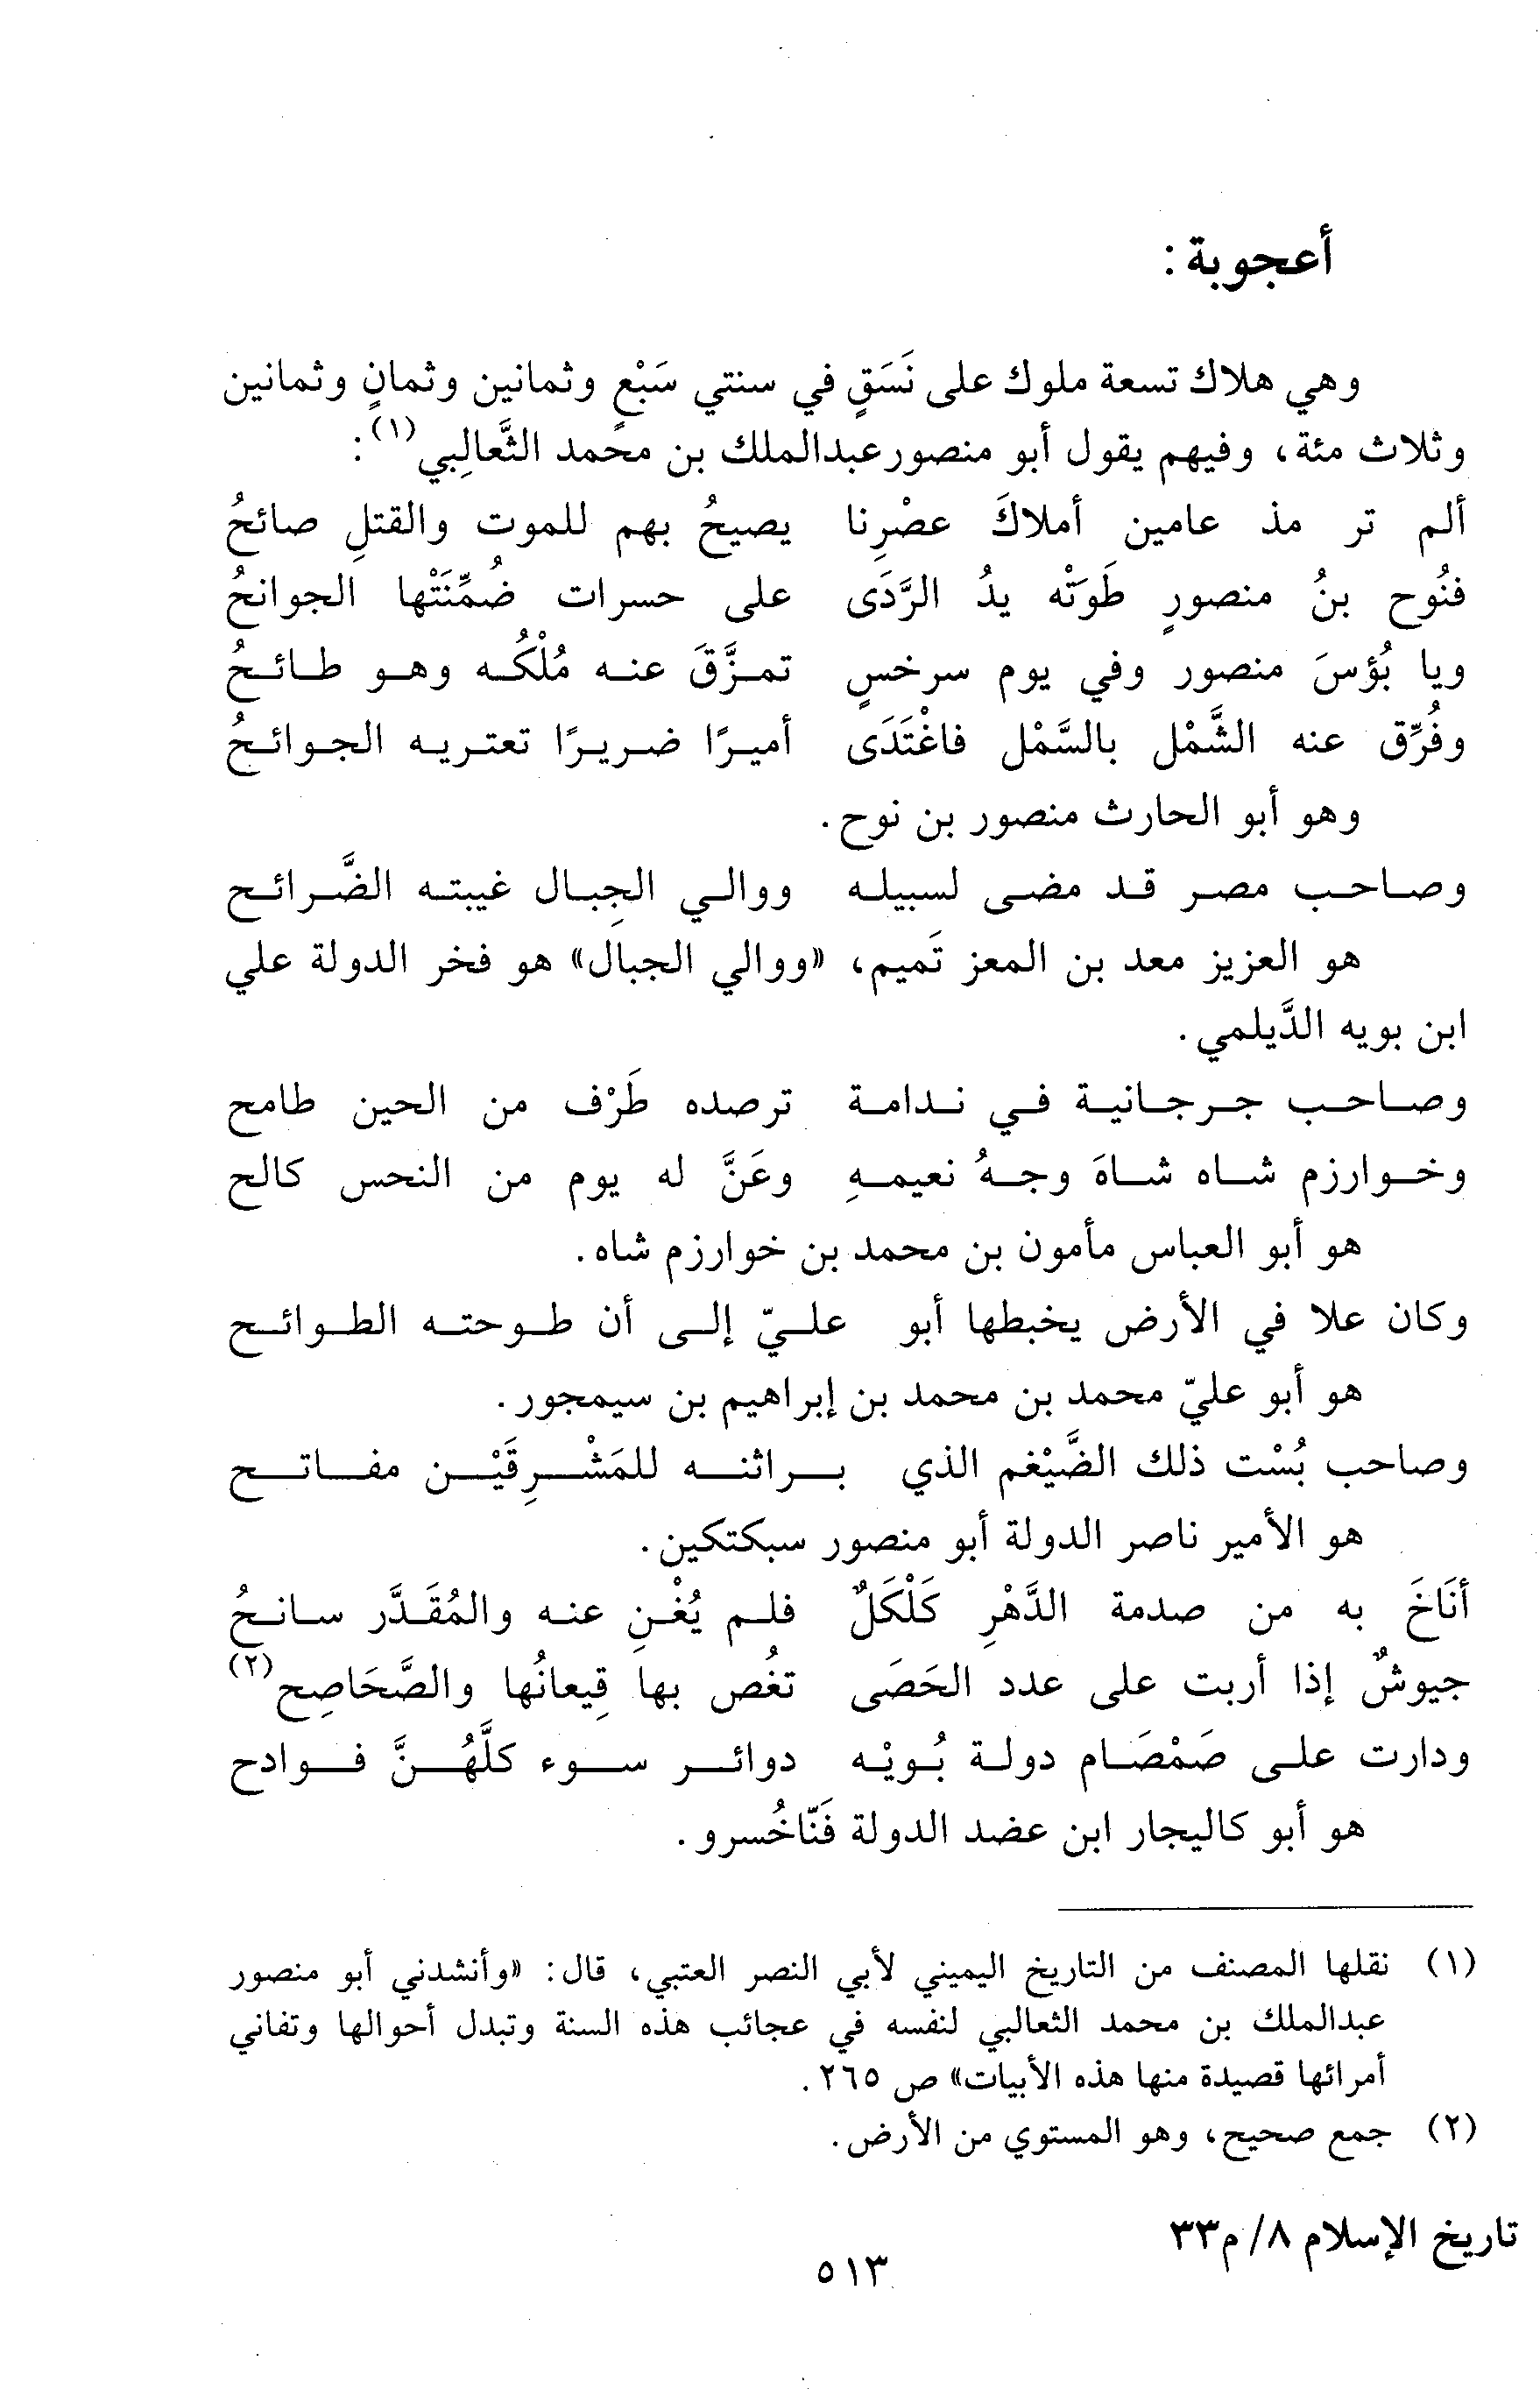 أعجوبة:
وهي هلاك تسعة ملوك على نَسَقٍ في سنتي سَبْعٍ وثمانين وثمانٍ وثمانين
وثلاث مئة، وفيهم يقول أبو منصور عبدالملك بن محمد الثَّعالِبي(١):
ألم تر مذ عامين أملاكَ عصْرِنا يصيحُ بهم للموت والقتلِ صائحُ
فنُوح بنُ منصورٍ طَوَتْه يدُ الرَّدَى على حسرات ضُمِّنَتْها الجوانحُ
ويا بُؤسَ منصور وفي يوم سرخسٍ تمزَّقَ عنه مُلْكُه وهو طائحُ
وفُرِّق عنه الشَّمْل بالسَّمْل فاغْتَدَى أميرًا ضريرًا تعتريه الجوائحُ
وهو أبو الحارث منصور بن نوح.
وصاحب مصر قد مضى لسبيله ووالي الجِبال غيبته الضَّرائح
هو العزيز معد بن المعز تَميم، «ووالي الجبال» هو فخر الدولة علي
ابن بويه الدَّيلمي.
وصاحب جرجانية في ندامة ترصده طَرْف من الحين طامح
وخوارزم شاه شاهَ وجهُ نعيمهِ وعَنَّ له يوم من النحس كالح
هو أبو العباس مأمون بن محمد بن خوارزم شاه.
وكان علا في الأرض يخبطها أبو عليّ إلى أن طوحته الطوائح
هو أبو عليّ محمد بن محمد بن إبراهيم بن سيمجور.
وصاحب بُسْت ذلك الضَّيْغم الذي براثنه للمَشْرِقَيْن مفاتح
هو الأمير ناصر الدولة أبو منصور سبكتكين.
أنَاخَ به من صدمة الدَّهْرِ كَلْكَلٌ فلم يُغْنِ عنه والمُقَدَّر سانحُ
جيوشٌ إذا أربت على عدد الحَصَى تغُص بها قِيعانُها والصَّحَاصِح(٢)
ودارت على صَمْصَام دولة بُويْه دوائر سوء كلَّهُنَّ فوادح
هو أبو كاليجار ابن عضد الدولة فَنّاخُسرو.
(١) نقلها المصنف من التاريخ اليميني لأبي النصر العتبي، قال: «وأنشدني أبو منصور
عبدالملك بن محمد الثعالبي لنفسه في عجائب هذه السنة وتبدل أحوالها وتفاني
أمرائها قصيدة منها هذه الأبيات» ص ٢٦٥.
(٢) جمع صحيح، وهو المستوي من الأرض.
تاريخ الإسلام ٨/ م٣٣
٥١٣